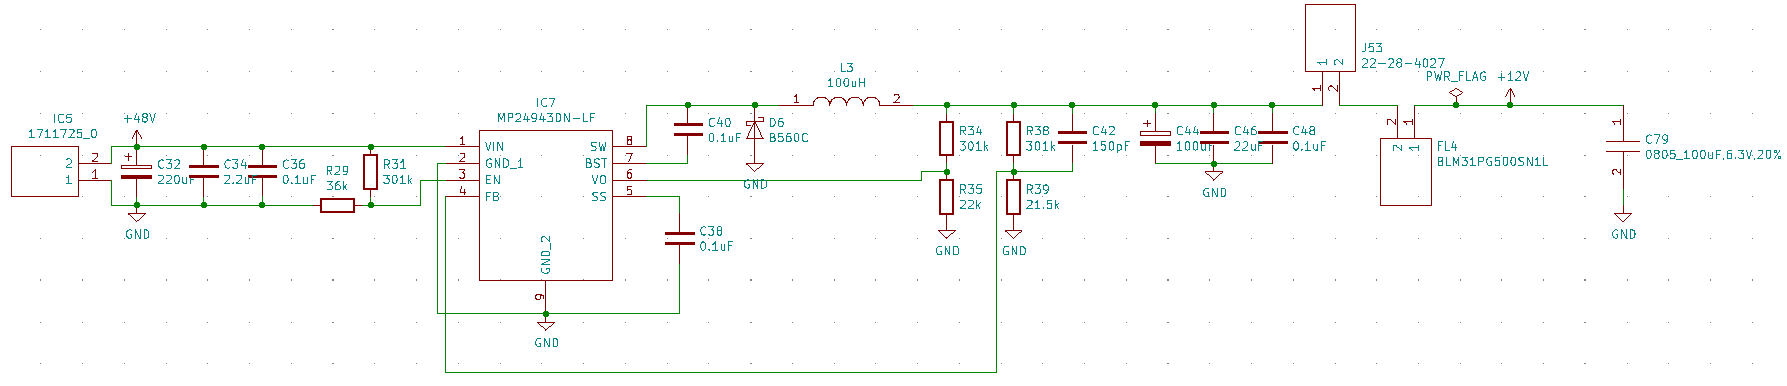 IC5
1711725_0
2
1
+48V
+
C32
220uF
C34
2.2uF
C36
0.1uF
R29
36k
R31
301k
IC7
MP24943DN-LF
1
2
3
4
VIN
GND_1
EN
FB
SW
BST
VO
SS
8
7
6
5
GND_2
9
GND
GND
C38
0.1uF
C40
0.1uF
D6
B560C
GND
L3
100uH
1
2
R34
301k
R35
22k
GND
R38
301k
R39
21.5k
GND
C42
150pF
+
C44
100uF
C46
22uF
C48
0.1uF
GND
J53
22-28-4027
1
2
1
2
PWR_FLAG
+12V
2
1
2
1
FL4
BLM31PG500SN1L
1
C79
0805_100uF,6.3V,20%
2
GND